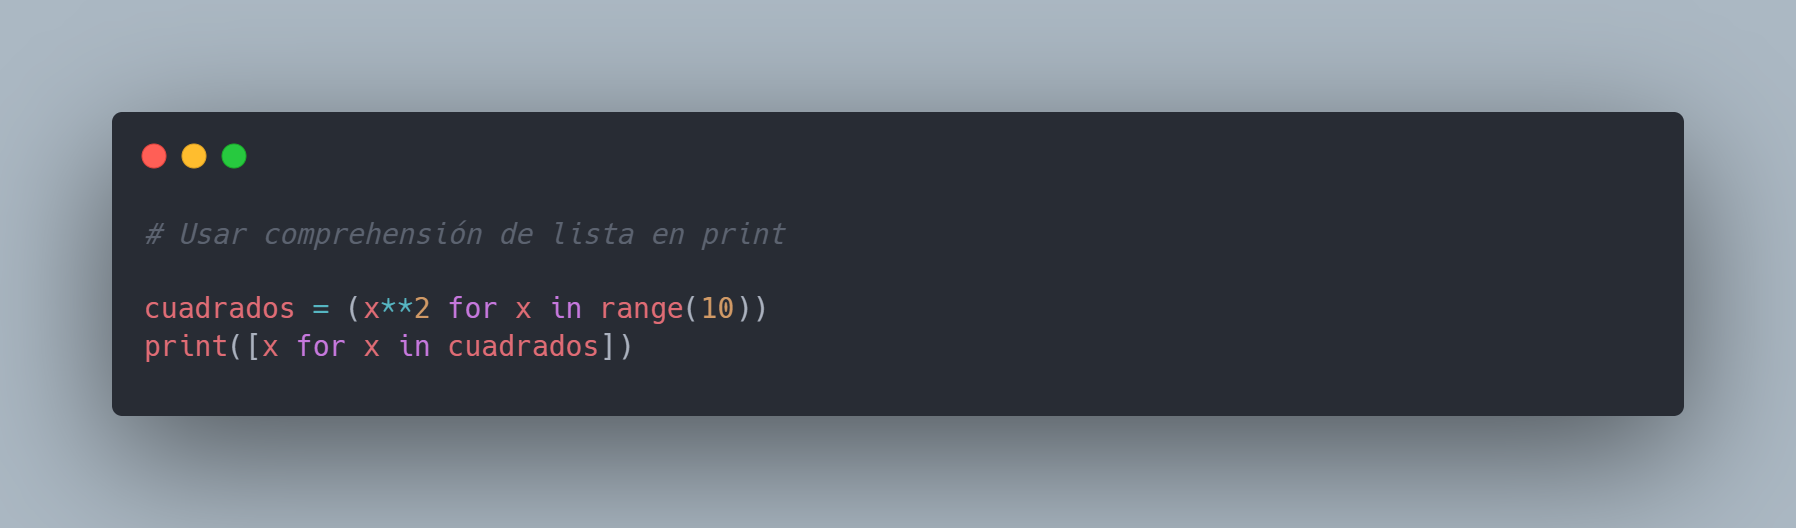 # Usar comprehensión de lista en print
cuadrados = (x**2 for x in range(10))
print([x for x in cuadrados])